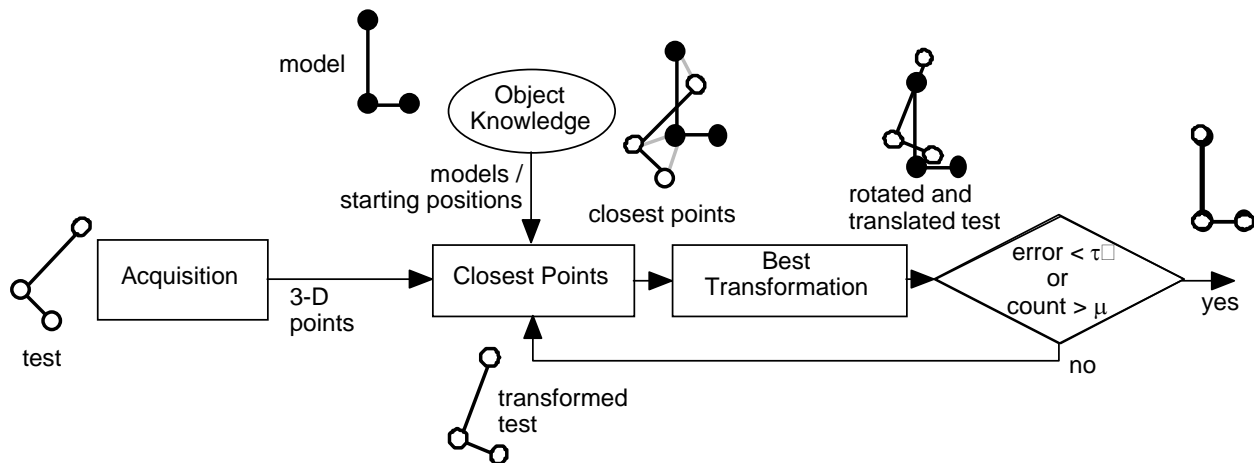 model
Object
Knowledge
models /
starting positions
closest points
rotated and
translated test
Acquisition
3-D
points
test
Closest Points
Best
Transformation
error < τ□
or
count > μ
yes
no
transformed
test